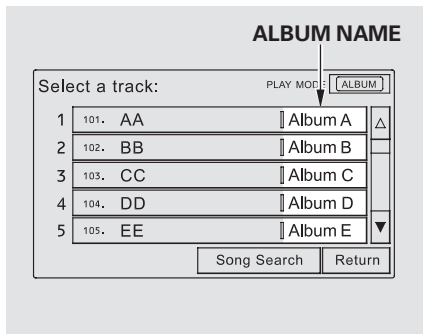 ALBUM NAME
Select a track: PLAY MODE ALBUM
1 101. AA Album A
2 102. BB Album B
3 103. CC Album C
4 104. DD Album D
5 105. EE Album E
Song Search Return